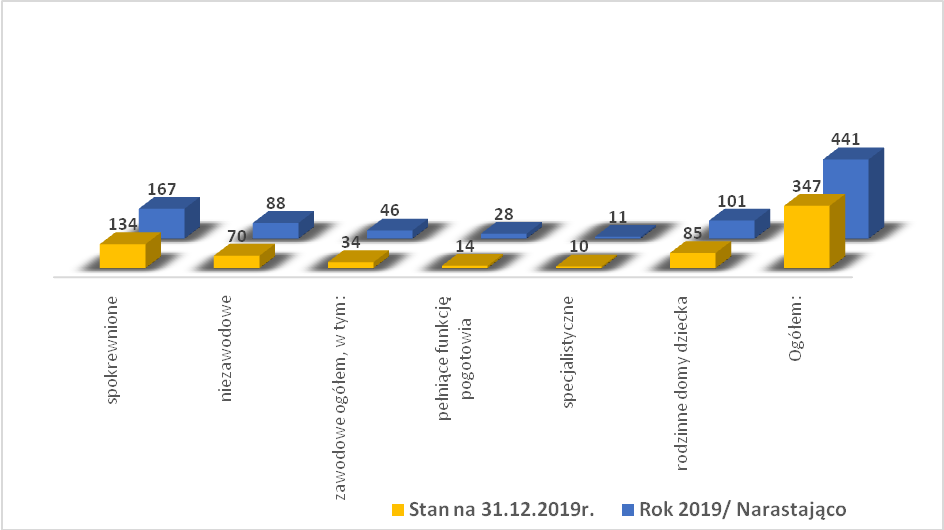 441
347
167
134
88
70
46
34
28
14
11
10
101
85
spokrewnione
niezawodowe
zawodowe ogółem, w tym:
pełniące funkcję
pogotowia
specjalistyczne
rodzinne domy dziecka
Ogółem:
Stan na 31.12.2019r.
Rok 2019/ Narastająco